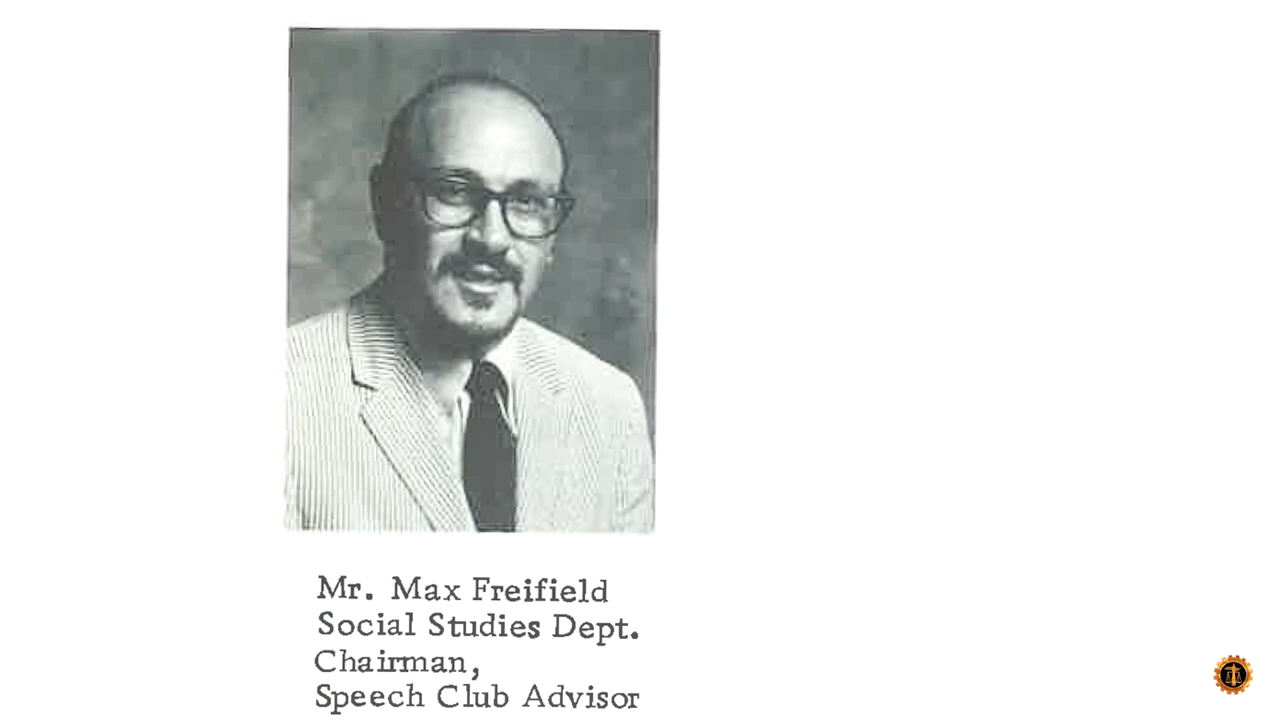 Mr. Max Freifield
Social Studies Dept.
Chairman,
Speech Club Advisor